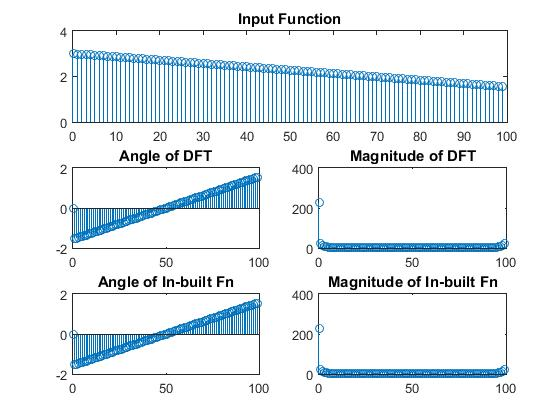 Input Function
4
2
0
0 10 20 30 40 50 60 70 80 90 100
Angle of DFT
2
0
-2
0 50 100
Magnitude of DFT
400
200
0
0 50 100
Angle of In-built Fn
2
0
-2
0 50 100
Magnitude of In-built Fn
400
200
0
0 50 100